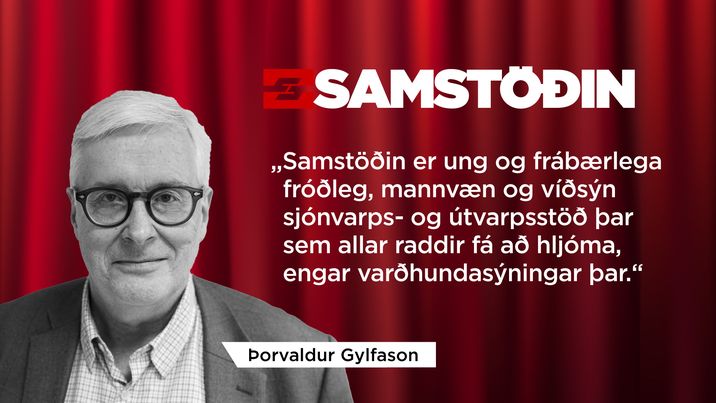 SAMSTÖÐIN
„Samstöðin er ung og frábærlega
fróðleg, mannvæn og víðsýn
sjónvarps- og útvarpsstöð þar
sem allar raddir fá að hljóma,
engar varðhundasýningar þar.“
Þorvaldur Gylfason